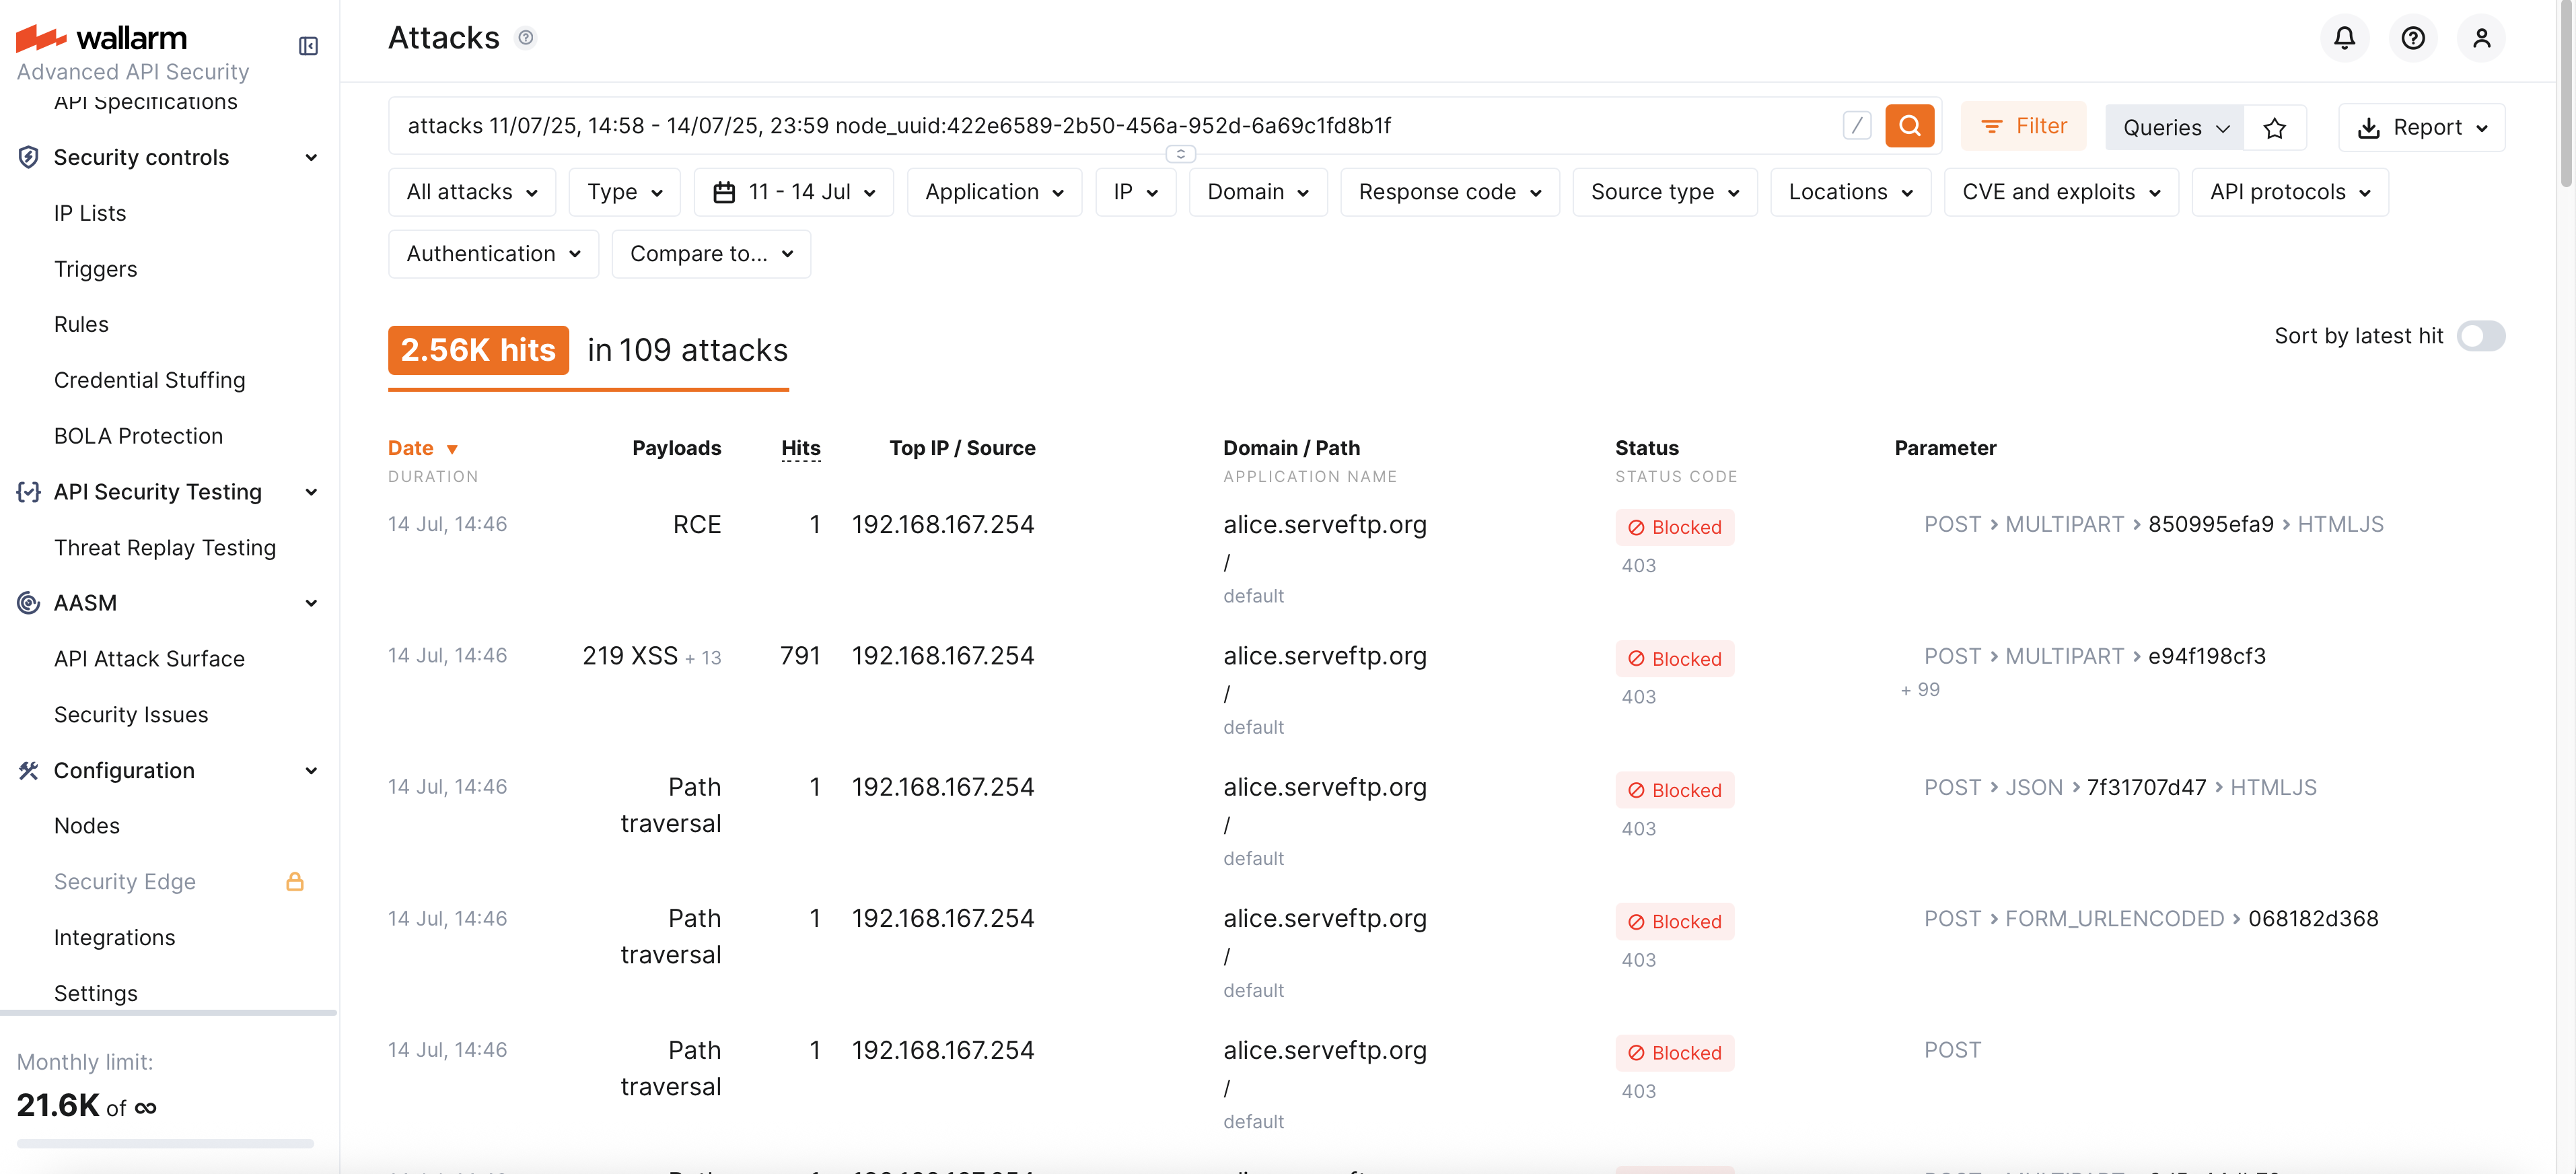 wallarm
Advanced API Security
API Specifications
Security controls
IP Lists
Triggers
Rules
Credential Stuffing
BOLA Protection
API Security Testing
Threat Replay Testing
AASM
API Attack Surface
Security Issues
Configuration
Nodes
Security Edge
Integrations
Settings
Monthly limit:
21.6K of ∞
Attacks
attacks 11/07/25, 14:58 - 14/07/25, 23:59 node_uuid:422e6589-2b50-456a-952d-6a69c1fd8b1f / Filter Queries Report
All attacks Type 11 - 14 Jul Application IP Domain Response code Source type Locations CVE and exploits API protocols
Authentication Compare to...
2.56K hits in 109 attacks Sort by latest hit
Date Payloads Hits Top IP / Source Domain / Path Status Parameter
DURATION APPLICATION NAME STATUS CODE
14 Jul, 14:46 RCE 1 192.168.167.254 alice.serveftp.org Blocked POST > MULTIPART > 850995efa9 > HTMLJS
/ 403
default
14 Jul, 14:46 219 XSS + 13 791 192.168.167.254 alice.serveftp.org Blocked POST > MULTIPART > e94f198cf3
/ 403 + 99
default
14 Jul, 14:46 Path traversal 1 192.168.167.254 alice.serveftp.org Blocked POST > JSON > 7f31707d47 > HTMLJS
/ 403
default
14 Jul, 14:46 Path traversal 1 192.168.167.254 alice.serveftp.org Blocked POST > FORM_URLENCODED > 068182d368
/ 403
default
14 Jul, 14:46 Path traversal 1 192.168.167.254 alice.serveftp.org Blocked POST
/ 403
default